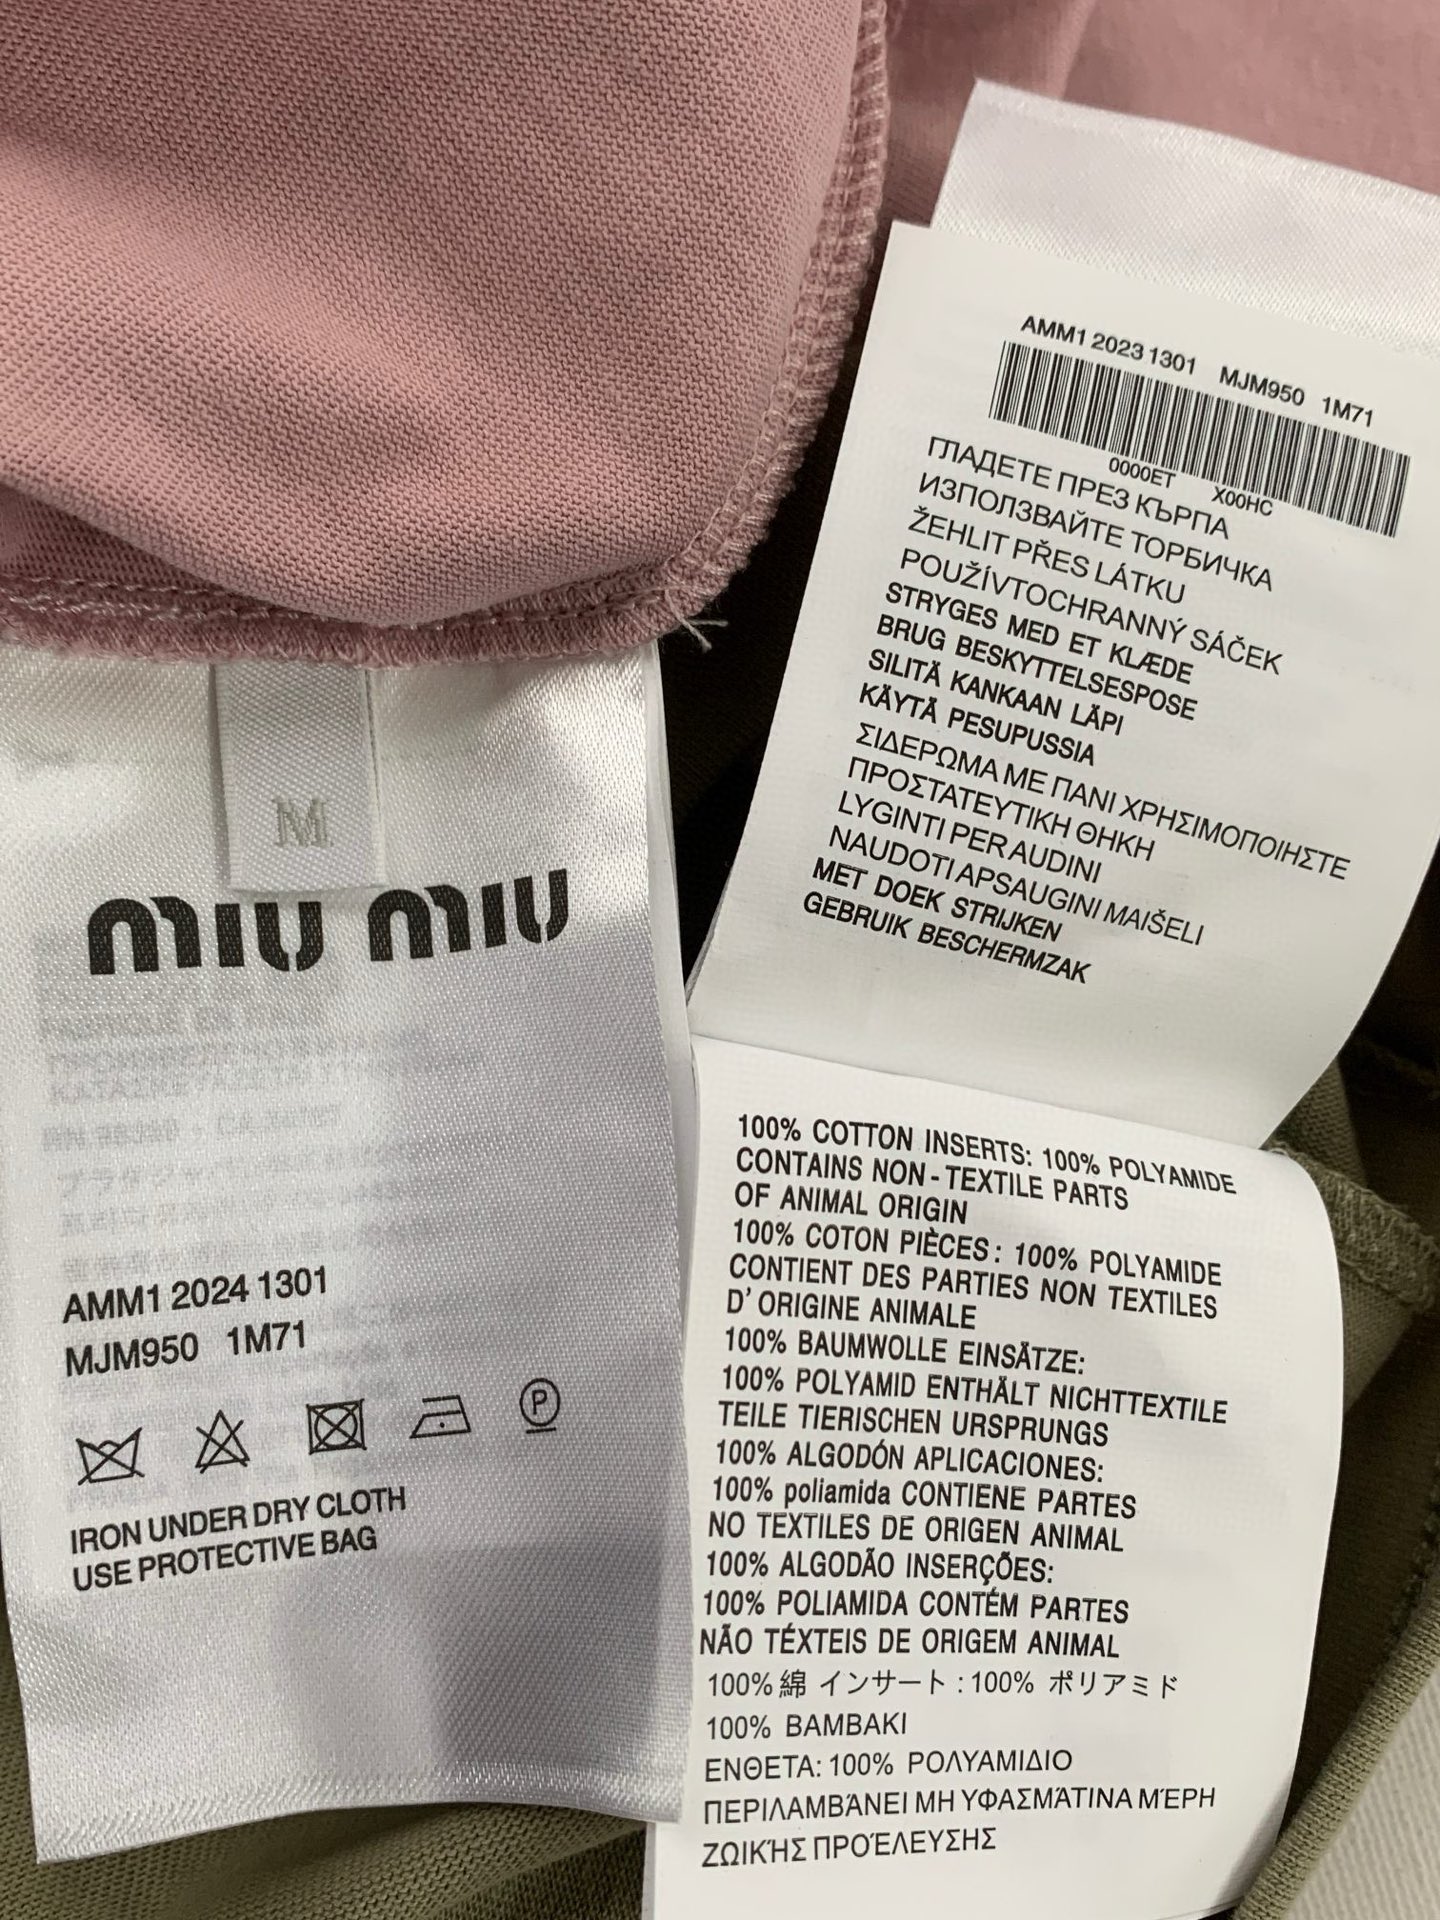 M
miu miu
AMM1 2024 1301
MJM950 1M71
P
IRON UNDER DRY CLOTH
USE PROTECTIVE BAG
AMM1 2023 1301 MJM950 1M71
0000ET X00HC
ГЛАДЕТЕ ПРЕЗ КЪРПА
ИЗПОЛЗВАЙТЕ ТОРБИЧКА
ŽEHLIT PŘES LÁTKU
POUŽÍVTOCHRANNÝ SÁČEK
STRYGES MED ET KLÆDE
BRUG BESKYTTELSESPOSE
SILITÄ KANKAAN LÄPI
KÄYTÄ PESUPUSSIA
ΣΙΔΕΡΩΜΑ ΜΕ ΠΑΝΙ ΧΡΗΣΙΜΟΠΟΙΗΣΤΕ
ΠΡΟΣΤΑΤΕΥΤΙΚΗ ΘΗΚΗ
LYGINTI PER AUDINI
NAUDOTI APSAUGINI MAIŠELI
MET DOEK STRIJKEN
GEBRUIK BESCHERMZAK
100% COTTON INSERTS: 100% POLYAMIDE
CONTAINS NON-TEXTILE PARTS
OF ANIMAL ORIGIN
100% COTON PIÈCES: 100% POLYAMIDE
CONTIENT DES PARTIES NON TEXTILES
D'ORIGINE ANIMALE
100% BAUMWOLLE EINSÄTZE:
100% POLYAMID ENTHÄLT NICHTTEXTILE
TEILE TIERISCHEN URSPRUNGS
100% ALGODÓN APLICACIONES:
100% poliamida CONTIENE PARTES
NO TEXTILES DE ORIGEN ANIMAL
100% ALGODÃO INSERÇÕES:
100% POLIAMIDA CONTÉM PARTES
NÃO TÉXTEIS DE ORIGEM ANIMAL
100% 綿 インサート : 100% ポリアミド
100% BAMBAKI
ΕΝΘΕΤΑ: 100% ΡΟΛΥΑΜΙΔΙΟ
ΠΕΡΙΛΑΜΒΆΝΕΙ ΜΗ ΥΦΑΣΜΆΤΙΝΑ ΜΈΡΗ
ΖΩΙΚΉΣ ΠΡΟΈΛΕΥΣΗΣ